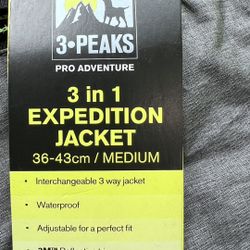 3•PEAKS
PRO ADVENTURE
3 in 1
EXPEDITION
JACKET
36-43cm / MEDIUM
• Interchangeable 3 way jacket
• Waterproof
• Adjustable for a perfect fit